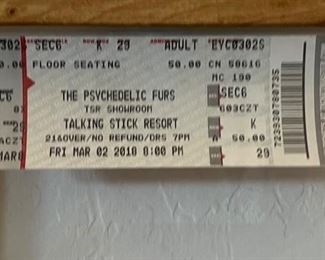 SEC6 K 29 ADULT EYC0302S
FLOOR SEATING 50.00 CN 50616
MC 190
THE PSYCHEDELIC FURS SEC6
TSR SHOWROOM 603CZT
TALKING STICK RESORT K
21&OVER/NO REFUND/DRS 7PM 50.00
FRI MAR 02 2018 8:00 PM 29